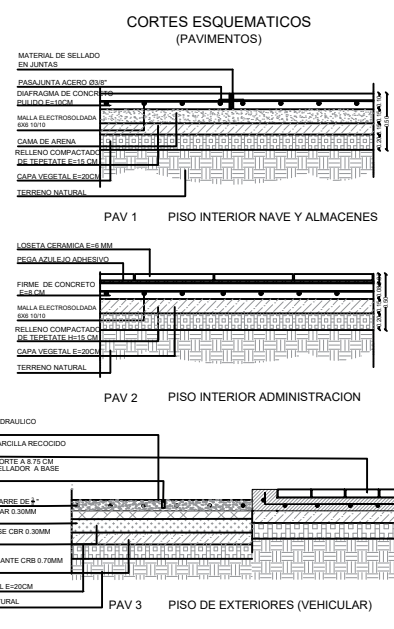 CORTES ESQUEMATICOS
(PAVIMENTOS)
MATERIAL DE SELLADO
EN JUNTAS
PASAJUNTA ACERO Ø3/8"
DIAFRAGMA DE CONCRETO
PULIDO E=10CM
MALLA ELECTROSOLDADA
6X6 10/10
CAMA DE ARENA
RELLENO COMPACTADO
DE TEPETATE E=15 CM
CAPA VEGETAL E=20CM
TERRENO NATURAL
PAV 1 PISO INTERIOR NAVE Y ALMACENES
LOSETA CERAMICA E=6 MM
PEGA AZULEJO ADHESIVO
FIRME DE CONCRETO
E=8 CM
MALLA ELECTROSOLDADA
6X6 10/10
RELLENO COMPACTADO
DE TEPETATE H=15 CM
CAPA VEGETAL E=20CM
TERRENO NATURAL
PAV 2 PISO INTERIOR ADMINISTRACION
DRAULICO
ARCILLA RECOCIDO
ORTE A 8.75 CM
ELLADOR A BASE
ARRE DE
AR 0.30MM
SE CBR 0.30MM
ANTE CRB 0.70MM
L E=20CM
TURAL
PAV 3 PISO DE EXTERIORES (VEHICULAR)